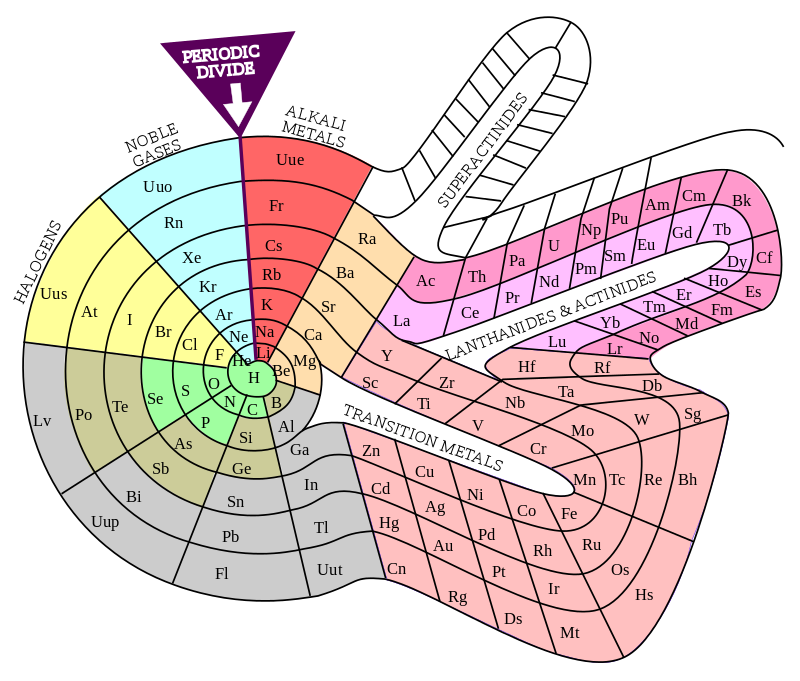 PERIODIC
DIVIDE
ALKALI
METALS
NOBLE
GASES
HALOGENS
SUPERACTINIDES
LANTHANIDES & ACTINIDES
TRANSITION METALS
Uue
Fr
Cs
Rb
K
Na
Li
Uuo
Rn
Xe
Kr
Ar
Ne
He
H
Uus
At
I
Br
Cl
F
Lv
Po
Te
Se
S
O
Uup
Bi
Sb
As
P
N
Fl
Pb
Sn
Ge
Si
C
Uut
Tl
In
Ga
Al
B
Ra
Ba
Sr
Ca
Mg
Be
Ac
Th
Pa
U
Np
Pu
Am
Cm
Bk
Cf
Es
Fm
Md
No
Lr
La
Ce
Pr
Nd
Pm
Sm
Eu
Gd
Tb
Dy
Ho
Er
Tm
Yb
Lu
Y
Sc
Zr
Ti
Hf
Rf
Nb
V
Ta
Db
Mo
Cr
W
Sg
Mn
Tc
Re
Bh
Fe
Ru
Os
Hs
Co
Rh
Ir
Mt
Ni
Pd
Pt
Ds
Cu
Ag
Au
Rg
Zn
Cd
Hg
Cn